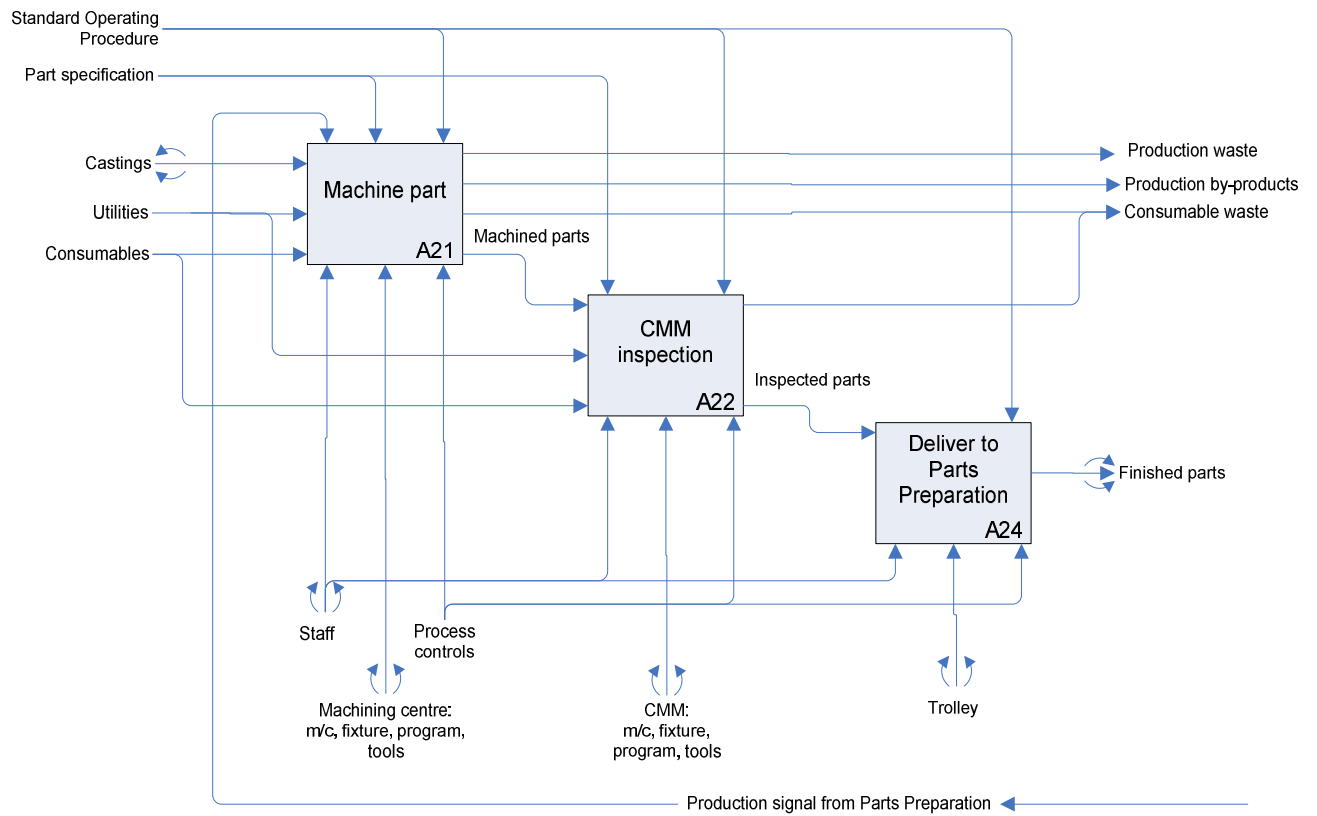 Standard Operating
Procedure
Part specification
Castings
Utilities
Consumables
Machine part
A21
Production waste
Production by-products
Consumable waste
Machined parts
CMM
inspection
A22
Inspected parts
Deliver to
Parts
Preparation
A24
Finished parts
Staff
Process
controls
Machining centre:
m/c, fixture, program,
tools
CMM:
m/c, fixture,
program, tools
Trolley
Production signal from Parts Preparation